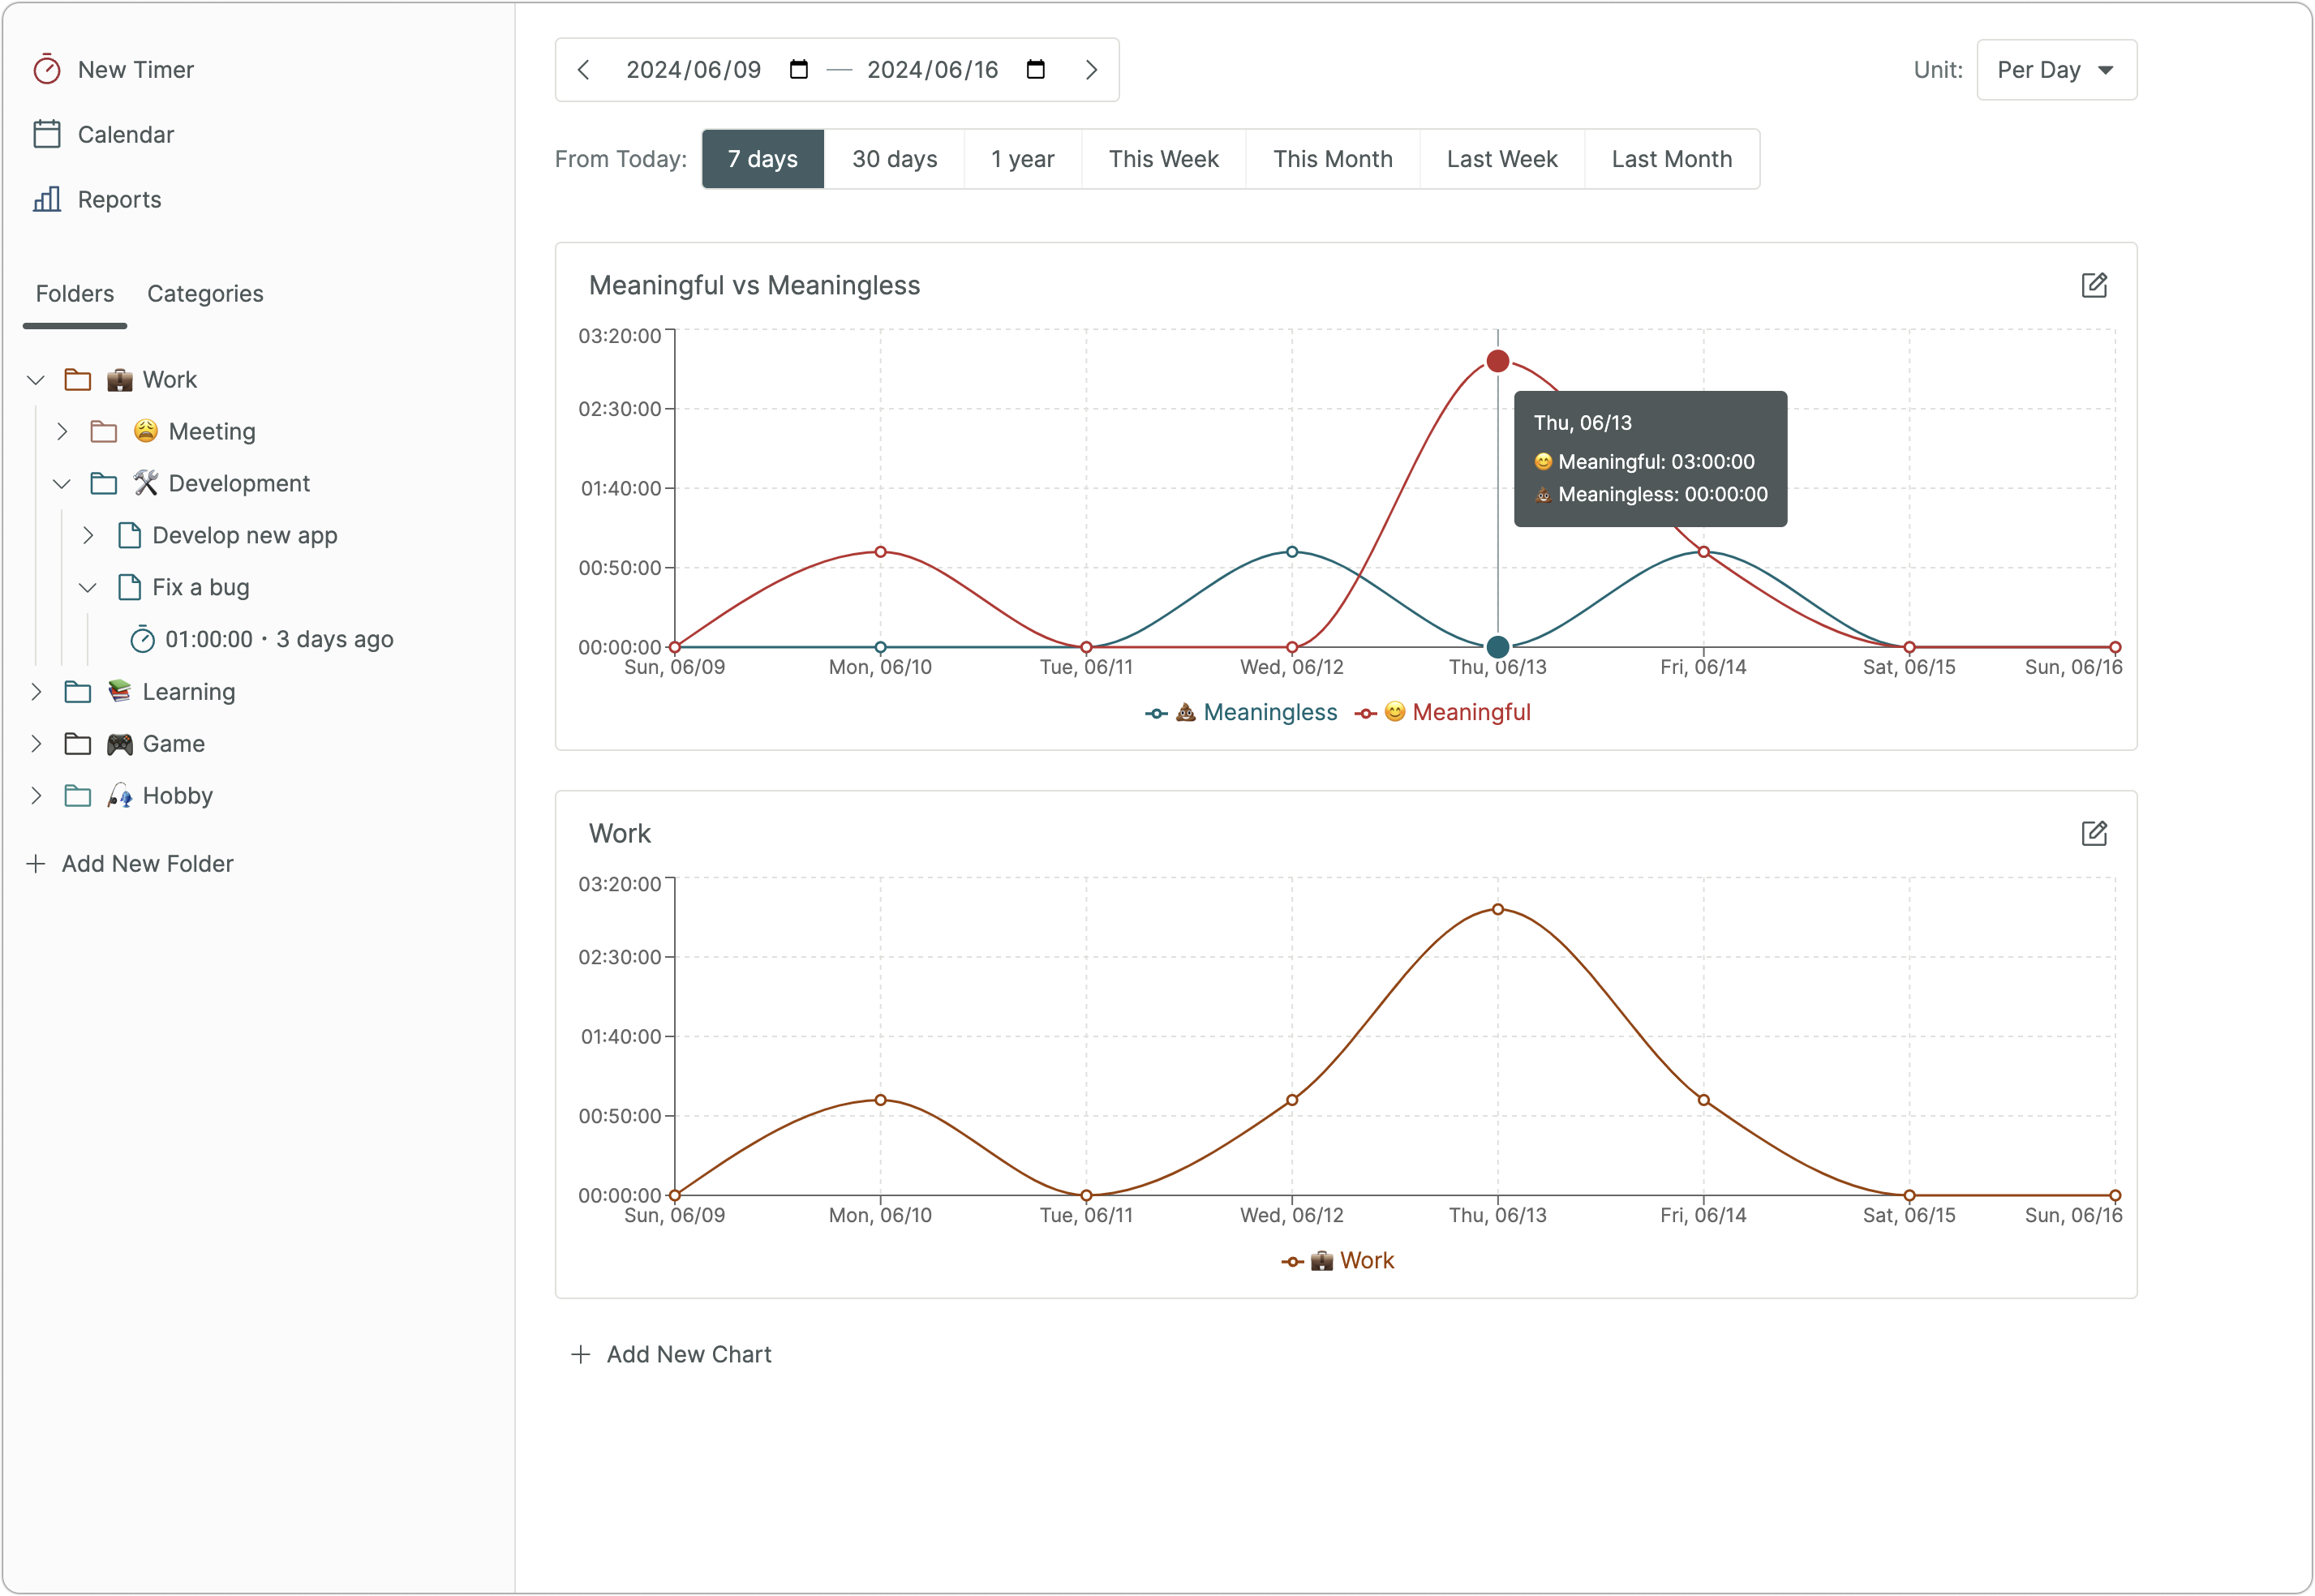 New Timer
Calendar
Reports
Folders Categories
Work
Meeting
Development
Develop new app
Fix a bug
01:00:00 · 3 days ago
Learning
Game
Hobby
Add New Folder
2024/06/09 — 2024/06/16
Unit: Per Day
From Today: 7 days 30 days 1 year This Week This Month Last Week Last Month
Meaningful vs Meaningless
03:20:00
02:30:00
01:40:00
00:50:00
00:00:00
Sun, 06/09 Mon, 06/10 Tue, 06/11 Wed, 06/12 Thu, 06/13 Fri, 06/14 Sat, 06/15 Sun, 06/16
Thu, 06/13
😊 Meaningful: 03:00:00
💩 Meaningless: 00:00:00
💩 Meaningless 😊 Meaningful
Work
03:20:00
02:30:00
01:40:00
00:50:00
00:00:00
Sun, 06/09 Mon, 06/10 Tue, 06/11 Wed, 06/12 Thu, 06/13 Fri, 06/14 Sat, 06/15 Sun, 06/16
💼 Work
Add New Chart